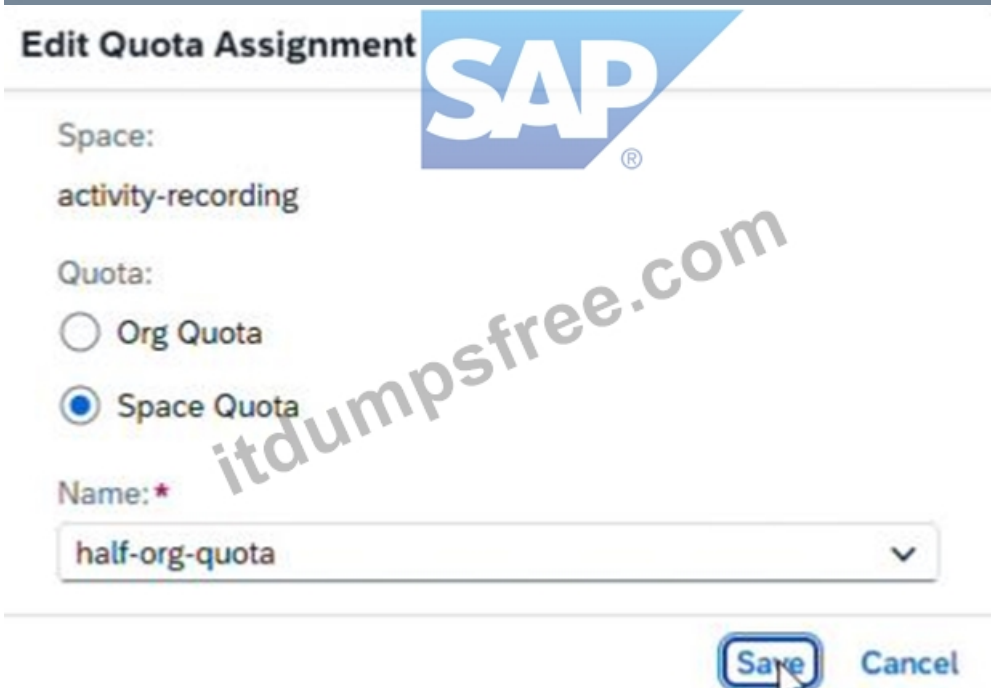 Edit Quota Assignment
SAP
®
Space:
activity-recording
Quota:
Org Quota
Space Quota
itdumpsfree.com
Name:*
half-org-quota
Save
Cancel